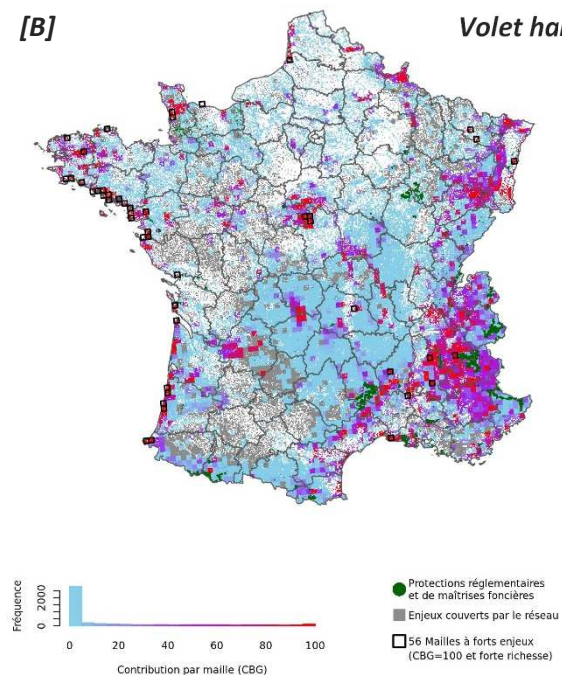 [B]
Volet ha
Fréquence
0 2000
0 20 40 60 80 100
Contribution par maille (CBG)
Protections réglementaires
et de maîtrises foncières
Enjeux couverts par le réseau
56 Mailles à forts enjeux
(CBG=100 et forte richesse)